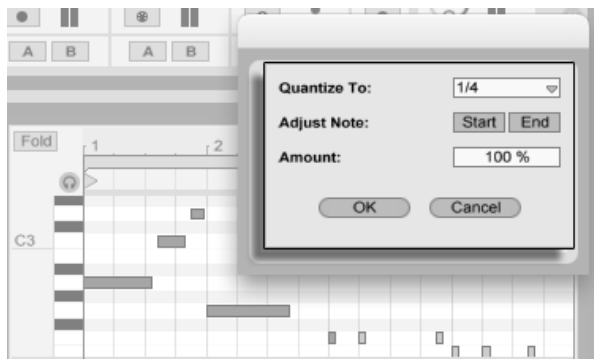 A B A B
Quantize To: 1/4
Adjust Note: Start End
Amount: 100 %
OK Cancel
Fold 1 2
C3